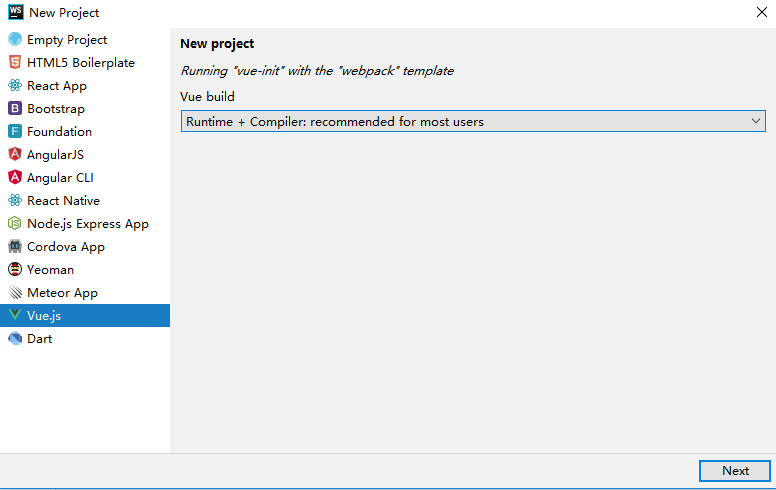 WS New Project
Empty Project
HTML5 Boilerplate
React App
Bootstrap
Foundation
AngularJS
Angular CLI
React Native
Node.js Express App
Cordova App
Yeoman
Meteor App
Vue.js
Dart
New project
Running "vue-init" with the "webpack" template
Vue build
Runtime + Compiler: recommended for most users
Next